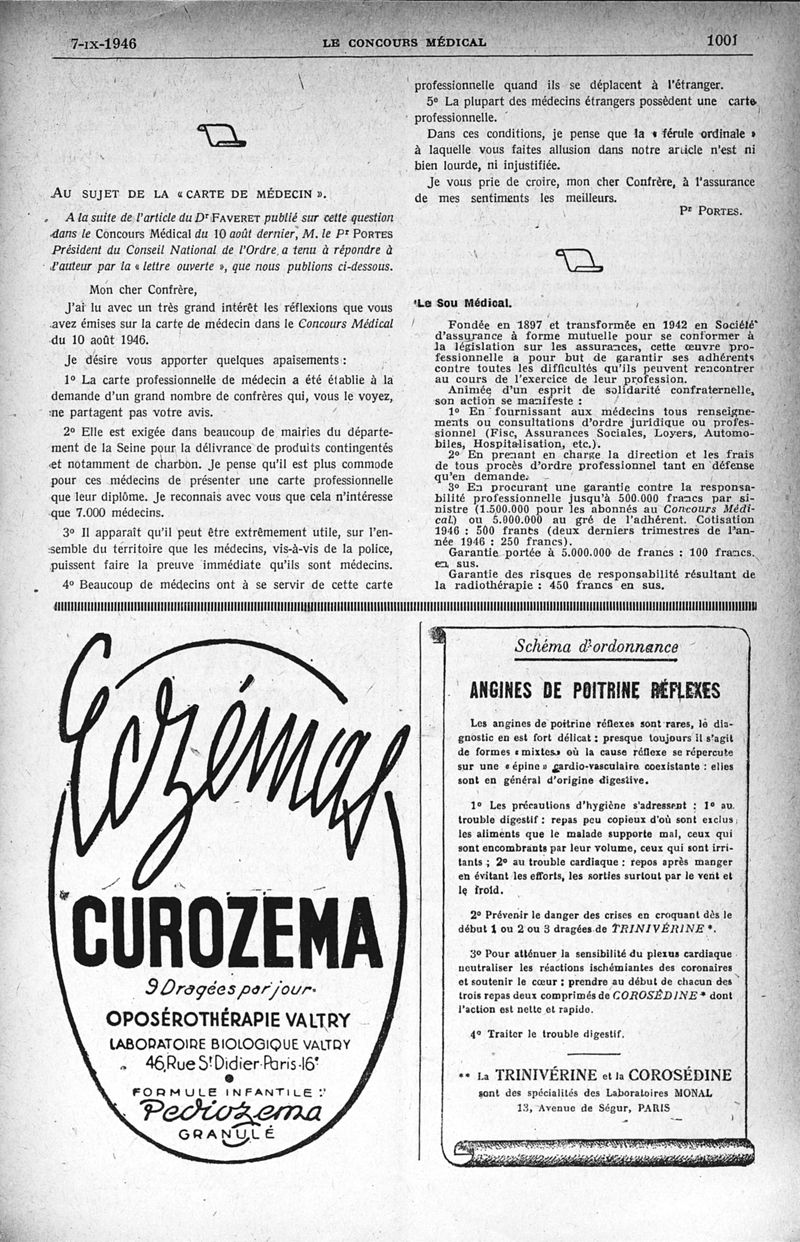 7-IX-1946 LE CONCOURS MÉDICAL 1001
AU SUJET DE LA « CARTE DE MÉDECIN ».
A la suite de l'article du Dr FAVERET publié sur cette question
dans le Concours Médical du 10 août dernier, M. le Pr PORTES
Président du Conseil National de l'Ordre a tenu à répondre à
l'auteur par la « lettre ouverte », que nous publions ci-dessous.
Mon cher Confrère,
J'ai lu avec un très grand intérêt les réflexions que vous
avez émises sur la carte de médecin dans le Concours Médical
du 10 août 1946.
Je désire vous apporter quelques apaisements :
1º La carte professionnelle de médecin a été établie à la
demande d'un grand nombre de confrères qui, vous le voyez,
ne partagent pas votre avis.
2º Elle est exigée dans beaucoup de mairies du départe-
ment de la Seine pour la délivrance de produits contingentés
et notamment de charbon. Je pense qu'il est plus commode
pour ces médecins de présenter une carte professionnelle
que leur diplôme. Je reconnais avec vous que cela n'intéresse
que 7.000 médecins.
3º Il apparaît qu'il peut être extrêmement utile, sur l'en-
semble du territoire que les médecins, vis-à-vis de la police,
puissent faire la preuve immédiate qu'ils sont médecins.
4º Beaucoup de médecins ont à se servir de cette carte
professionnelle quand ils se déplacent à l'étranger.
5º La plupart des médecins étrangers possèdent une carte
professionnelle.
Dans ces conditions, je pense que la « férule ordinale »
à laquelle vous faites allusion dans notre article n'est ni
bien lourde, ni injustifiée.
Je vous prie de croire, mon cher Confrère, à l'assurance
de mes sentiments les meilleurs.
Pr PORTES.
Le Sou Médical.
Fondée en 1897 et transformée en 1942 en Société
d'assurance à forme mutuelle pour se conformer à
la législation sur les assurances, cette œuvre pro-
fessionnelle a pour but de garantir ses adhérents
contre toutes les difficultés qu'ils peuvent rencontrer
au cours de l'exercice de leur profession.
Animée d'un esprit de solidarité confraternelle,
son action se manifeste :
1º En fournissant aux médecins tous renseigne-
ments ou consultations d'ordre juridique ou profes-
sionnel (Fisc, Assurances Sociales, Loyers, Automo-
biles, Hospitalisation, etc.).
2º En prenant en charge la direction et les frais
de tous procès d'ordre professionnel tant en défense
qu'en demande.
3º En procurant une garantie contre la responsa-
bilité professionnelle jusqu'à 500.000 francs par si-
nistre (1.500.000 pour les abonnés au Concours Médi-
cal) ou 5.000.000 au gré de l'adhérent. Cotisation
1946 : 500 francs (deux derniers trimestres de l'an-
née 1946 : 250 francs).
Garantie portée à 5.000.000 de francs : 100 francs
en sus.
Garantie des risques de responsabilité résultant de
la radiothérapie : 450 francs en sus.
Eczémas
CUROZEMA
9 Dragées par jour
OPOSÉROTHÉRAPIE VALTRY
LABORATOIRE BIOLOGIQUE VALTRY
46, Rue St Didier-Paris-16e
FORMULE INFANTILE :
Pediozema
GRANULÉ
Schéma d'ordonnance
ANGINES DE POITRINE RÉFLEXES
Les angines de poitrine réflexes sont rares, le dia-
gnostic en est fort délicat : presque toujours il s'agit
de formes « mixtes » où la cause réflexe se répercute
sur une « épine » cardio-vasculaire coexistante : elles
sont en général d'origine digestive.
1º Les précautions d'hygiène s'adressent : 1º au
trouble digestif : repas peu copieux d'où sont exclus
les aliments que le malade supporte mal, ceux qui
sont encombrants par leur volume, ceux qui sont irri-
tants ; 2º au trouble cardiaque : repos après manger
en évitant les efforts, les sorties surtout par le vent et
le froid.
2º Prévenir le danger des crises en croquant dès le
début 1 ou 2 ou 3 dragées de TRINIVÉRINE *.
3º Pour atténuer la sensibilité du plexus cardiaque
neutraliser les réactions ischémiantes des coronaires
et soutenir le cœur ; prendre au début de chacun des
trois repas deux comprimés de COROSÉDINE * dont
l'action est nette et rapide.
4º Traiter le trouble digestif.
** La TRINIVÉRINE et la COROSÉDINE
sont des spécialités des Laboratoires MONAL
13, Avenue de Ségur, PARIS